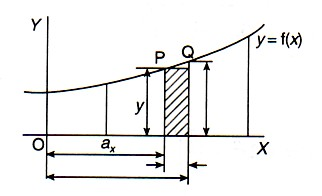 Y
P Q y = f(x)
y
O a_x X